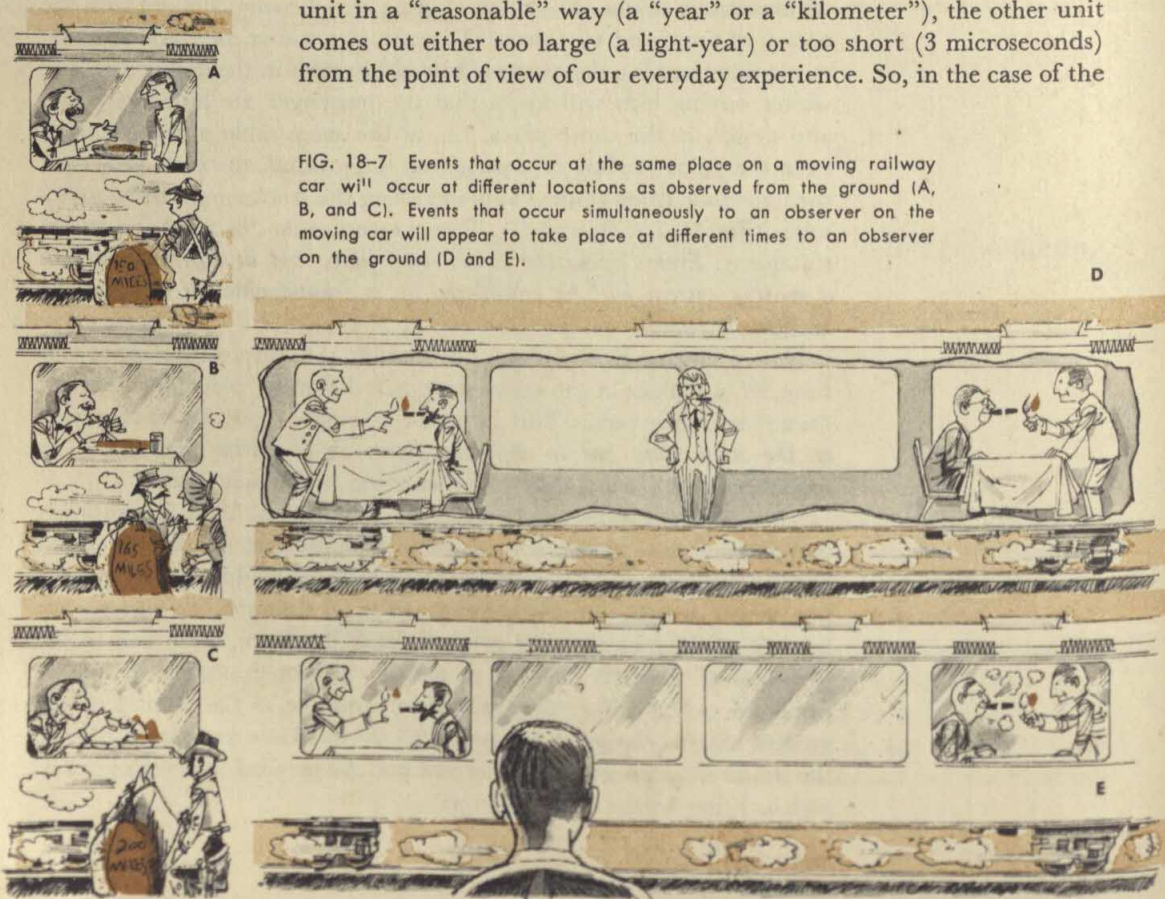 unit in a “reasonable” way (a “year” or a “kilometer”), the other unit
comes out either too large (a light-year) or too short (3 microseconds)
from the point of view of our everyday experience. So, in the case of the
FIG. 18–7 Events that occur at the same place on a moving railway
car will occur at different locations as observed from the ground (A,
B, and C). Events that occur simultaneously to an observer on the
moving car will appear to take place at different times to an observer
on the ground (D and E).
A
150
MILES
B
185
MILES
C
200
MILES
D
E